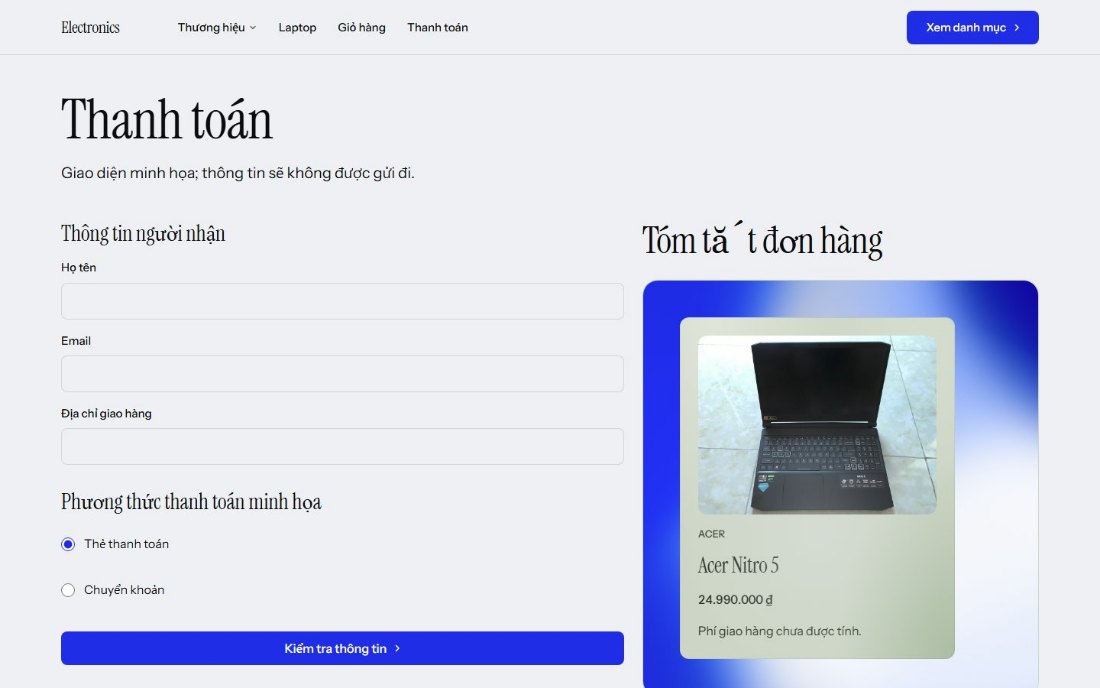 Electronics
Thương hiệu
Laptop
Giỏ hàng
Thanh toán
Xem danh mục
Thanh toán
Giao diện minh họa; thông tin sẽ không được gửi đi.
Thông tin người nhận
Họ tên
Email
Địa chỉ giao hàng
Phương thức thanh toán minh họa
Thẻ thanh toán
Chuyển khoản
Kiểm tra thông tin
Tóm tắt đơn hàng
ACER
Acer Nitro 5
24.990.000 ₫
Phí giao hàng chưa được tính.